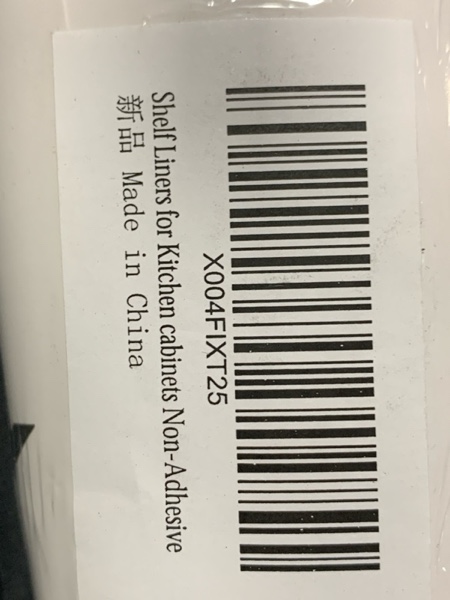 X004FIXT25
Shelf Liners for Kitchen cabinets Non-Adhesive
新品 Made in China